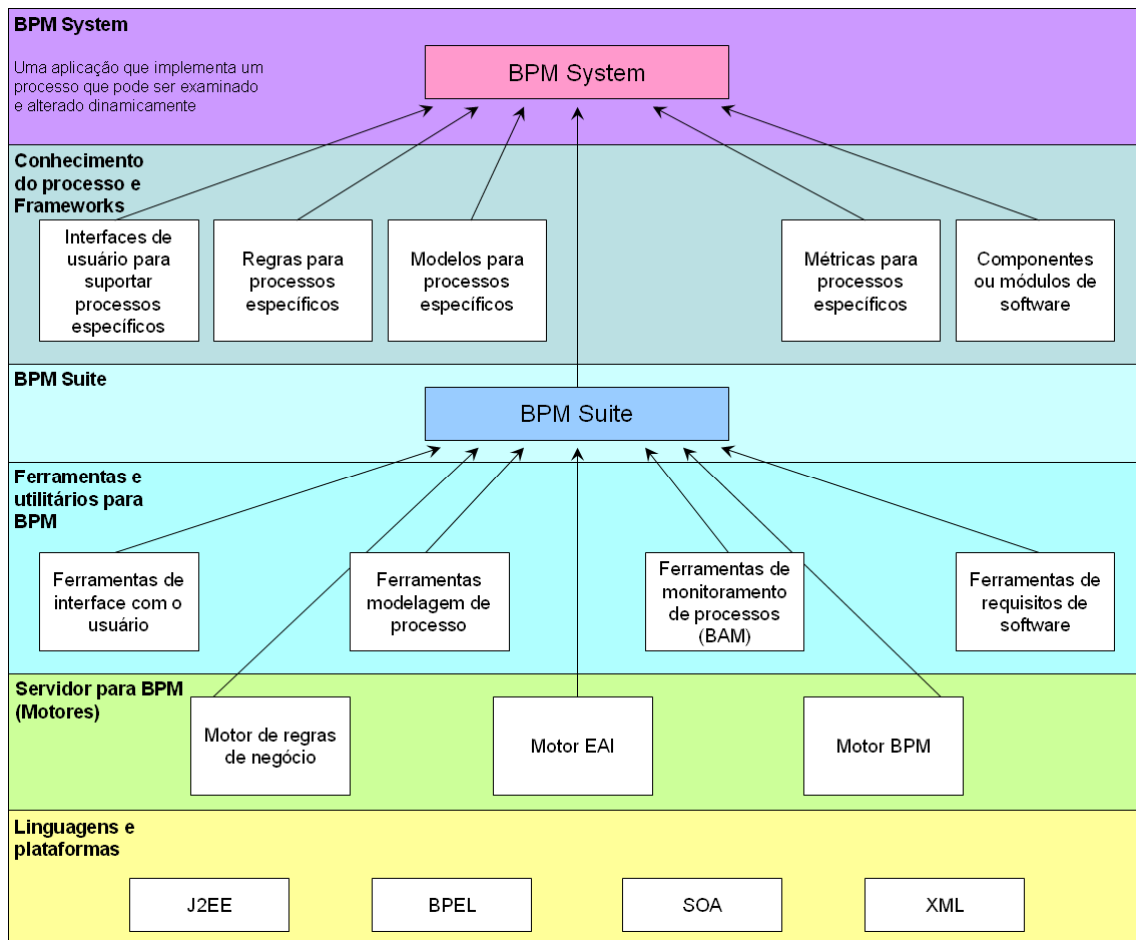 BPM System
Uma aplicação que implementa um
processo que pode ser examinado
e alterado dinamicamente
BPM System
Conhecimento
do processo e
Frameworks
Interfaces de
usuário para
suportar
processos
específicos
Regras para
processos
específicos
Modelos para
processos
específicos
Métricas para
processos
específicos
Componentes
ou módulos de
software
BPM Suite
BPM Suite
Ferramentas e
utilitários para
BPM
Ferramentas de
interface com o
usuário
Ferramentas
modelagem de
processo
Ferramentas de
monitoramento
de processos
(BAM)
Ferramentas de
requisitos de
software
Servidor para BPM
(Motores)
Motor de regras
de negócio
Motor EAI
Motor BPM
Linguagens e
plataformas
J2EE
BPEL
SOA
XML